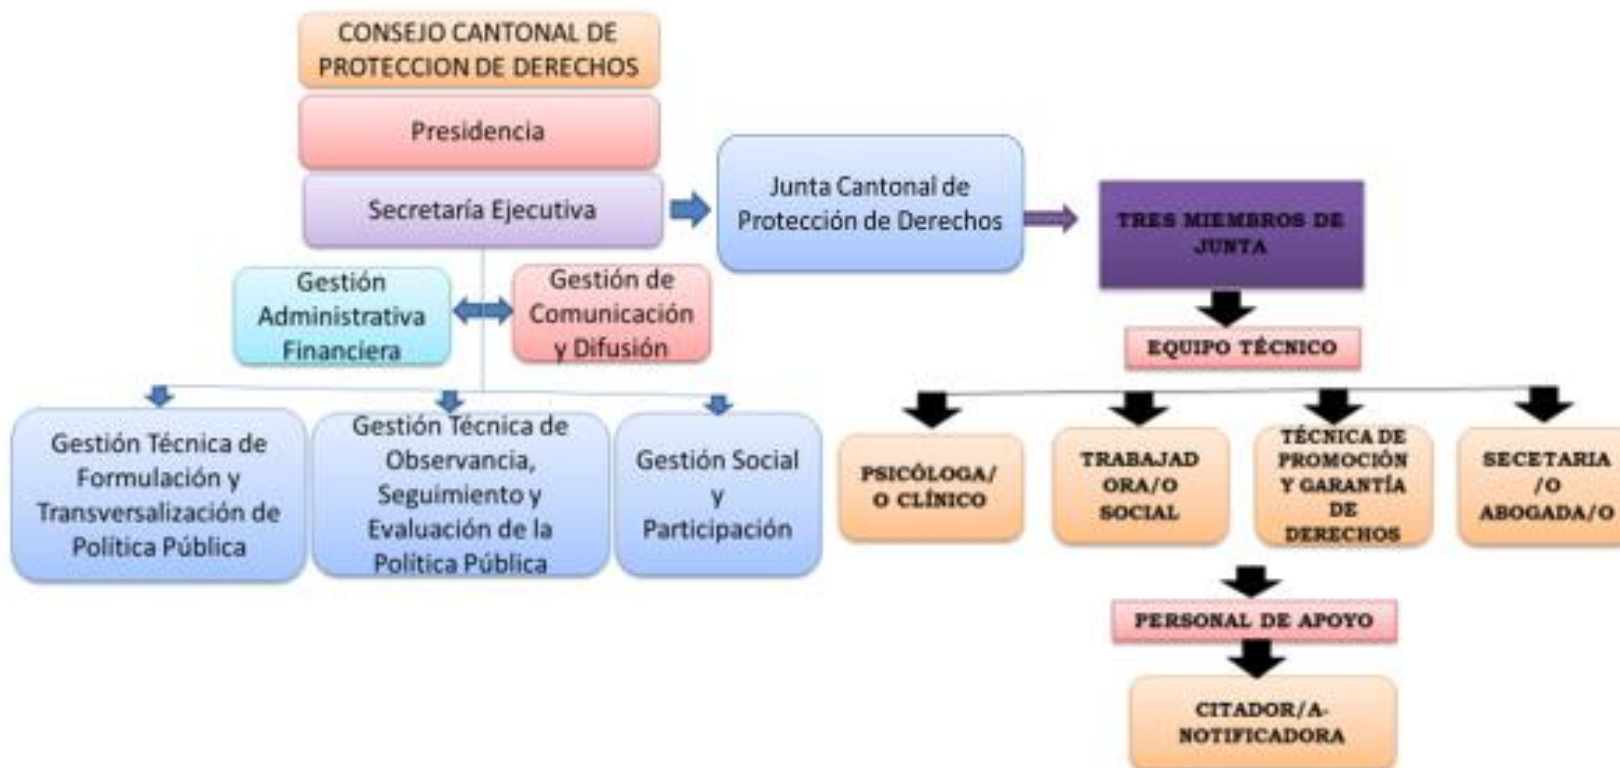 CONSEJO CANTONAL DE
PROTECCION DE DERECHOS
Presidencia
Secretaría Ejecutiva
Junta Cantonal de
Protección de Derechos
TRES MIEMBROS DE
JUNTA
Gestión
Administrativa
Financiera
Gestión de
Comunicación
y Difusión
EQUIPO TÉCNICO
Gestión Técnica de
Formulación y
Transversalización de
Política Pública
Gestión Técnica de
Observancia,
Seguimiento y
Evaluación de la
Política Pública
Gestión Social
y
Participación
PSICÓLOGA/
O CLÍNICO
TRABAJAD
ORA/O
SOCIAL
TÉCNICA DE
PROMOCIÓN
Y GARANTÍA
DE
DERECHOS
SECETARIA
/O
ABOGADA/O
PERSONAL DE APOYO
CITADOR/A-
NOTIFICADORA